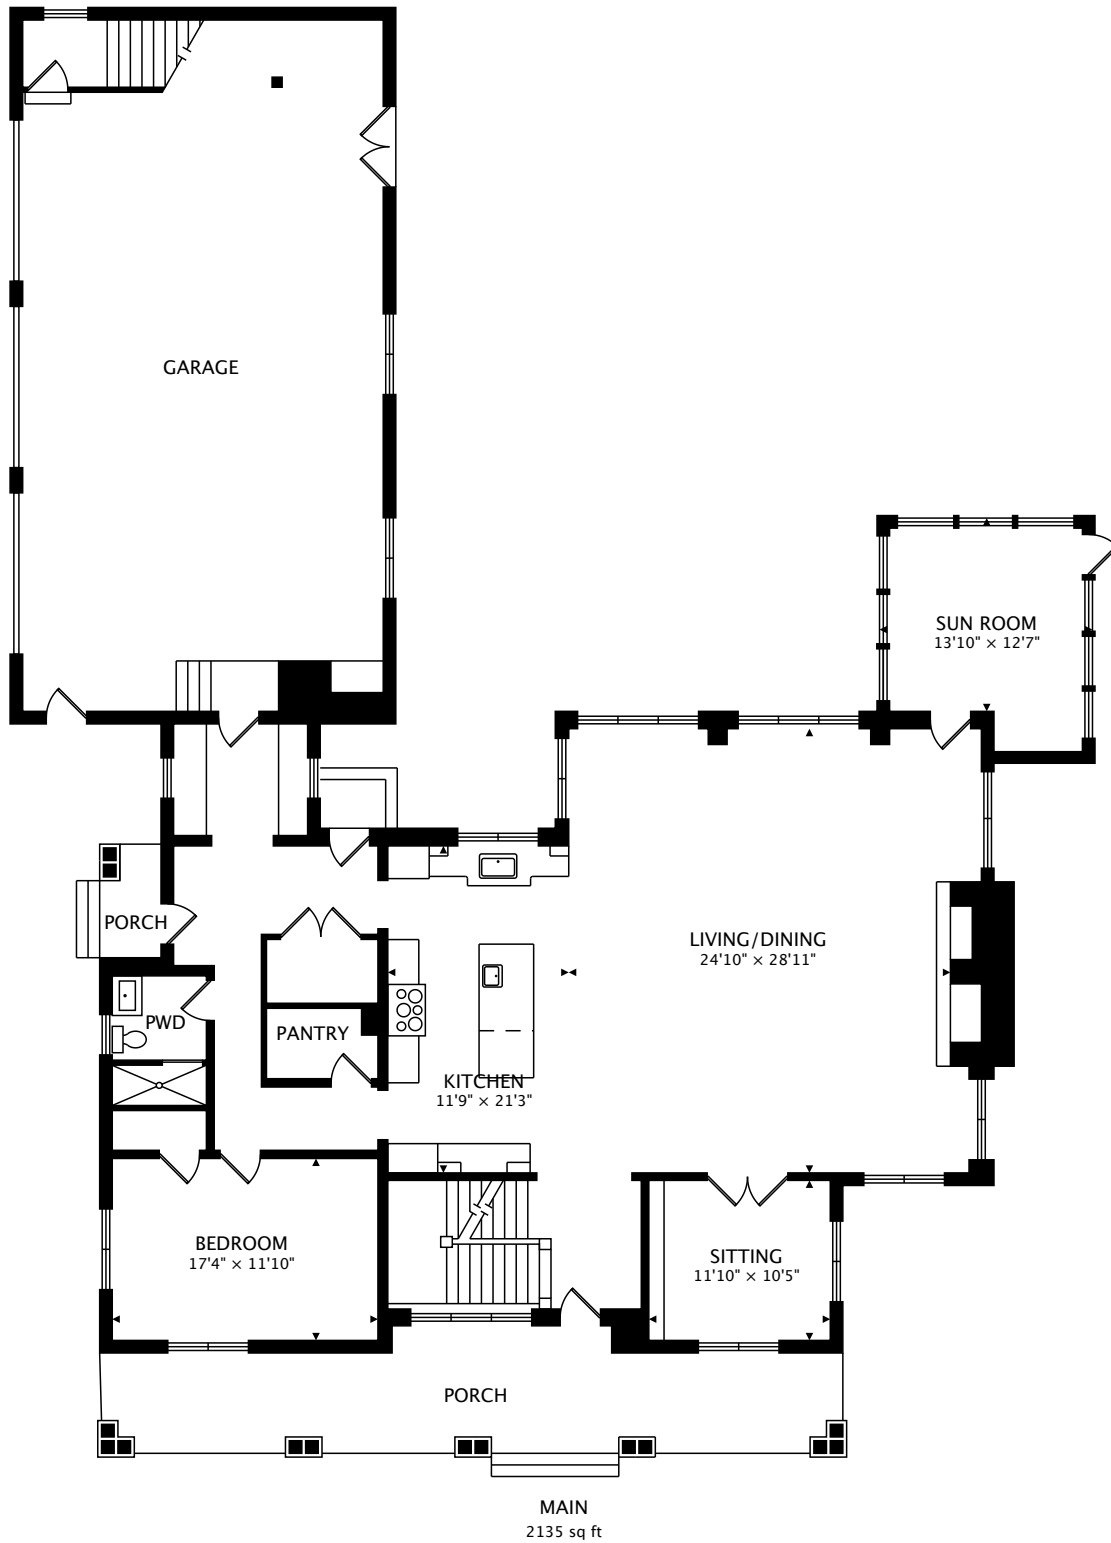 GARAGE
SUN ROOM
13'10" × 12'7"
PORCH
LIVING/DINING
24'10" × 28'11"
PWD
PANTRY
KITCHEN
11'9" × 21'3"
BEDROOM
17'4" × 11'10"
SITTING
11'10" × 10'5"
PORCH
MAIN
2135 sq ft